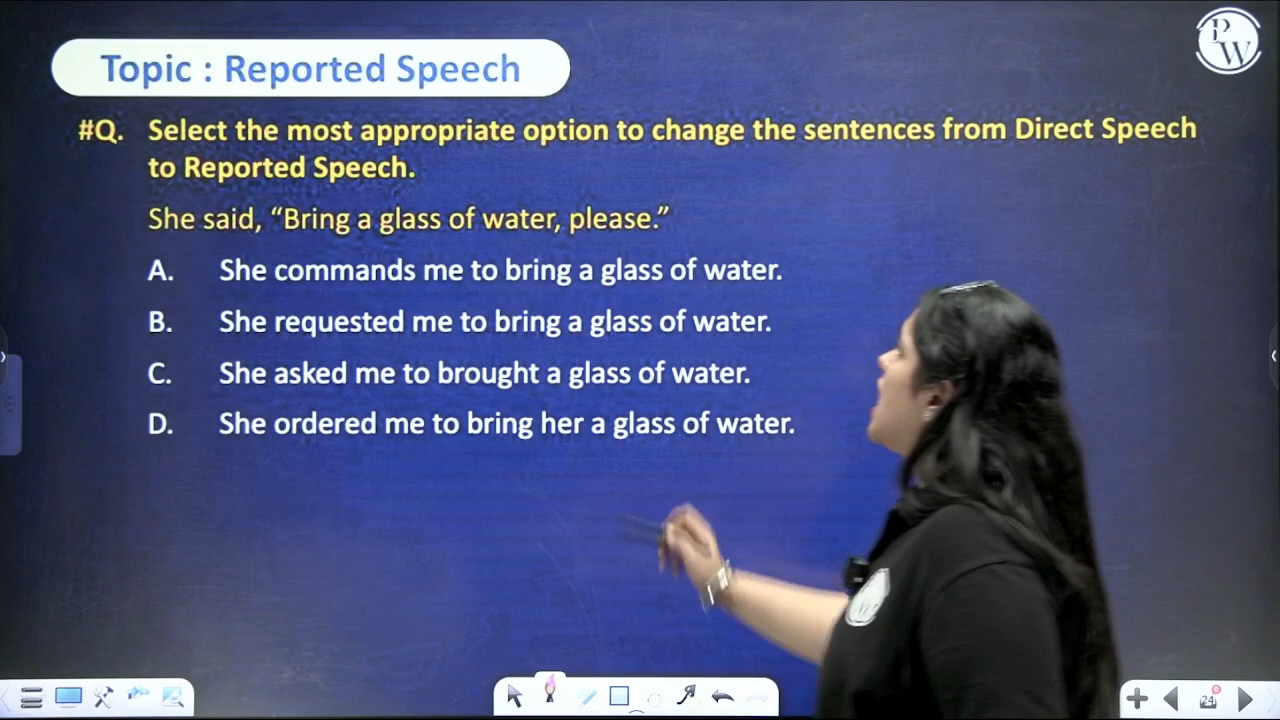 PW
Topic : Reported Speech
#Q. Select the most appropriate option to change the sentences from Direct Speech
to Reported Speech.
She said, “Bring a glass of water, please.”
A. She commands me to bring a glass of water.
B. She requested me to bring a glass of water.
C. She asked me to brought a glass of water.
D. She ordered me to bring her a glass of water.
24